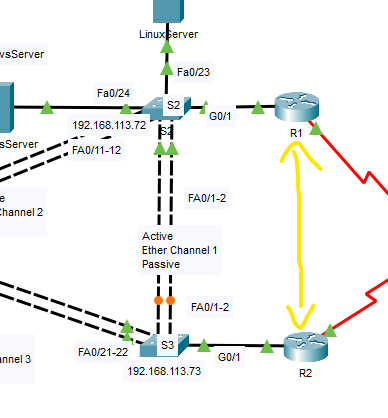 LinuxServer
wsServer
Fa0/24
Fa0/23
S2
G0/1
R1
192.168.113.72
S2
sServer
FA0/11-12
e
Channel 2
FA0/1-2
Active
Ether Channel 1
Passive
FA0/1-2
S3
FA0/21-22
G0/1
nnel 3
192.168.113.73
R2